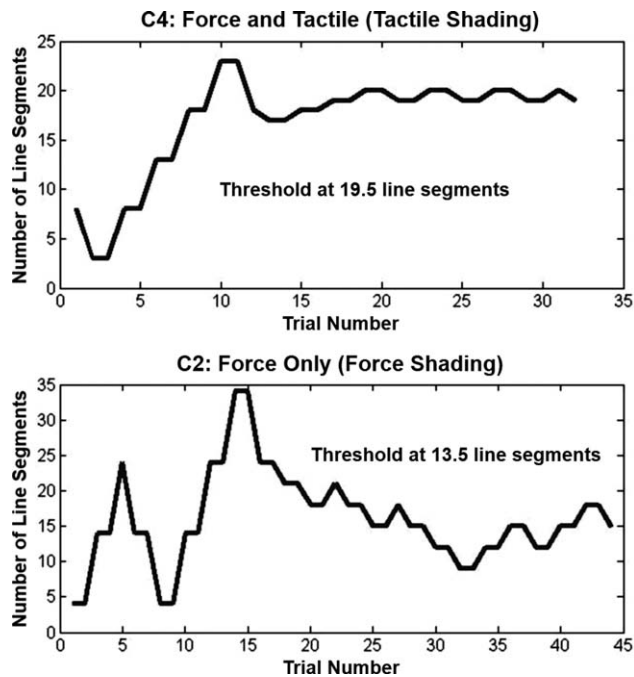 C4: Force and Tactile (Tactile Shading)
Number of Line Segments
25
20
15
10
5
0
Threshold at 19.5 line segments
0 5 10 15 20 25 30 35
Trial Number
C2: Force Only (Force Shading)
Number of Line Segments
35
30
25
20
15
10
5
0
Threshold at 13.5 line segments
0 5 10 15 20 25 30 35 40 45
Trial Number